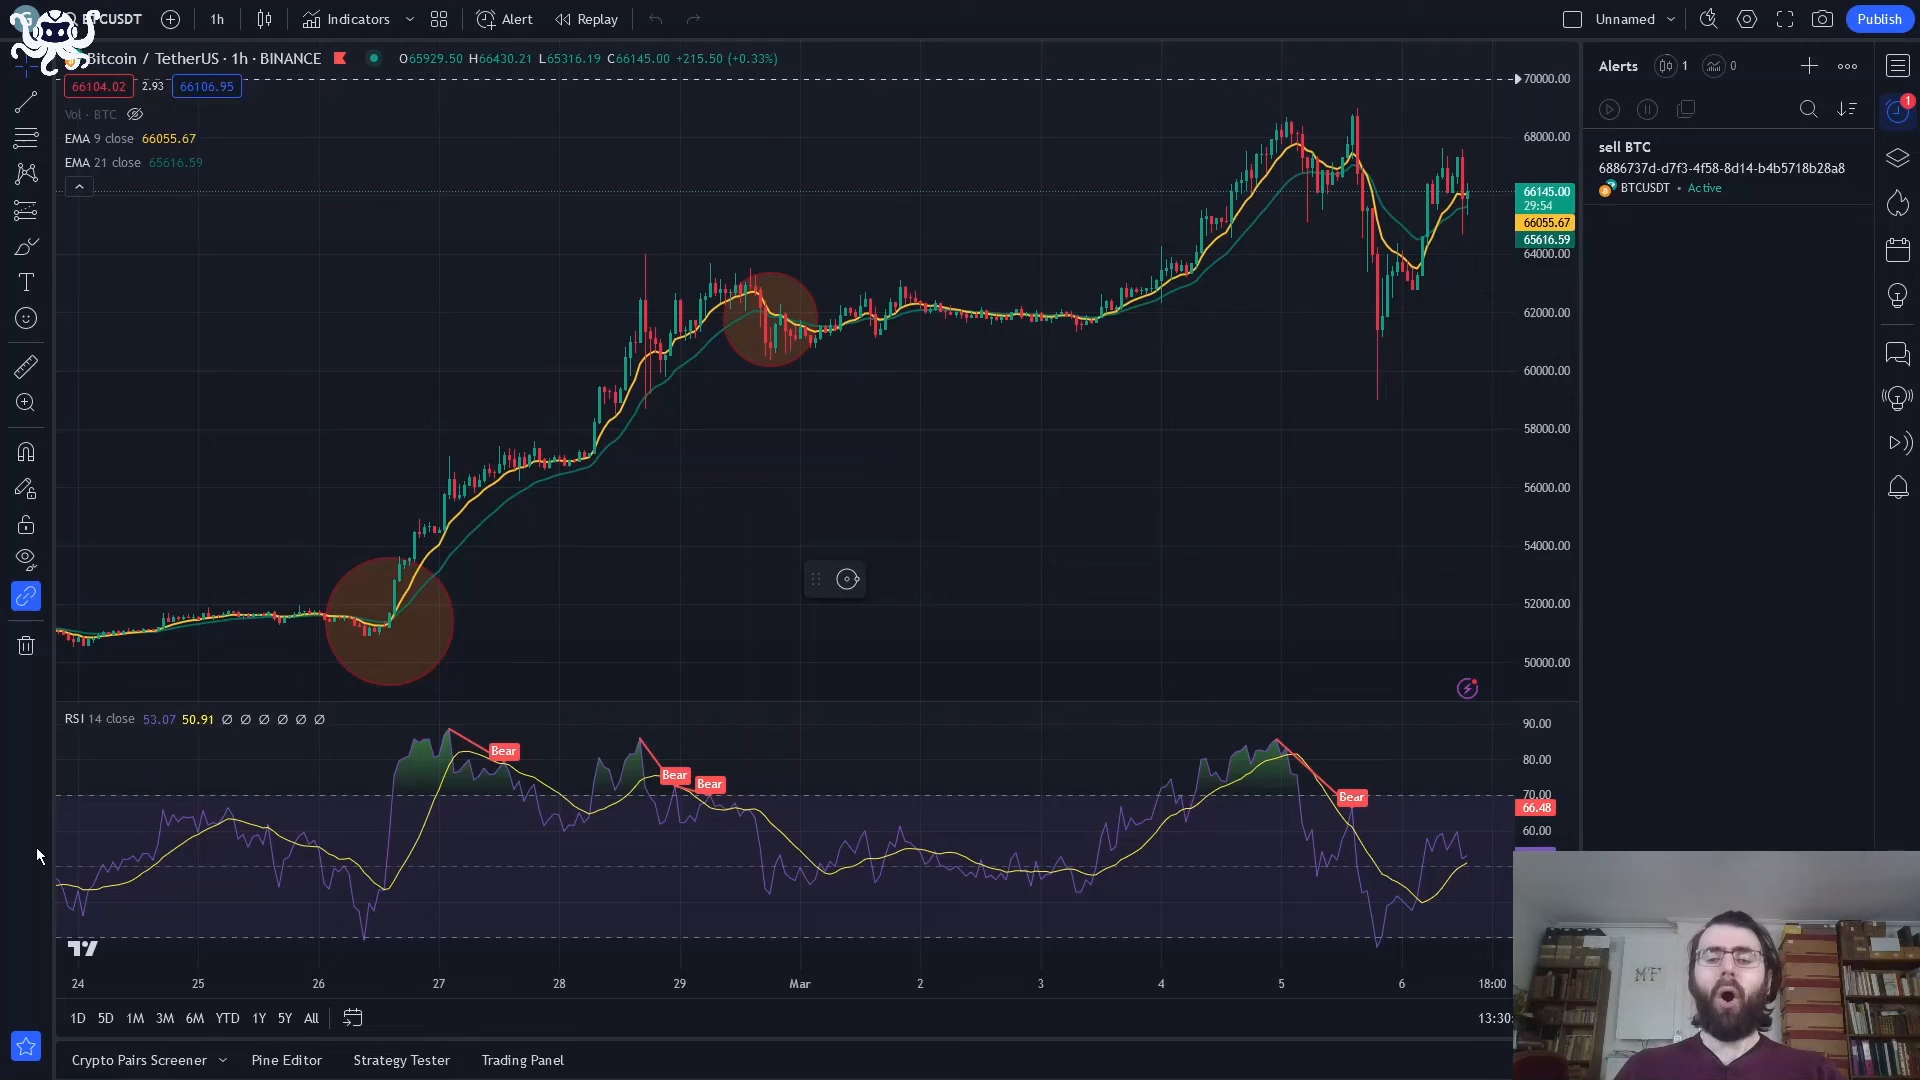 BTCUSDT
1h
Indicators
Alert
Replay
Unnamed
Publish
Bitcoin / TetherUS · 1h · BINANCE
O65929.50 H66430.21 L65316.19 C66145.00 +215.50 (+0.33%)
66104.02 2.93 66106.95
Vol · BTC
EMA 9 close 66055.67
EMA 21 close 65616.59
70000.00
68000.00
66145.00
29:54
66055.67
65616.59
64000.00
62000.00
60000.00
58000.00
56000.00
54000.00
52000.00
50000.00
Alerts 1 0
1
sell BTC
6886737d-d7f3-4f58-8d14-b4b5718b28a8
BTCUSDT • Active
RSI 14 close 53.07 50.91 Ø Ø Ø Ø Ø Ø
Bear
Bear
Bear
Bear
90.00
80.00
70.00
66.48
60.00
24 25 26 27 28 29 Mar 2 3 4 5 6 18:00
1D 5D 1M 3M 6M YTD 1Y 5Y All
13:30:
Crypto Pairs Screener
Pine Editor
Strategy Tester
Trading Panel
MF